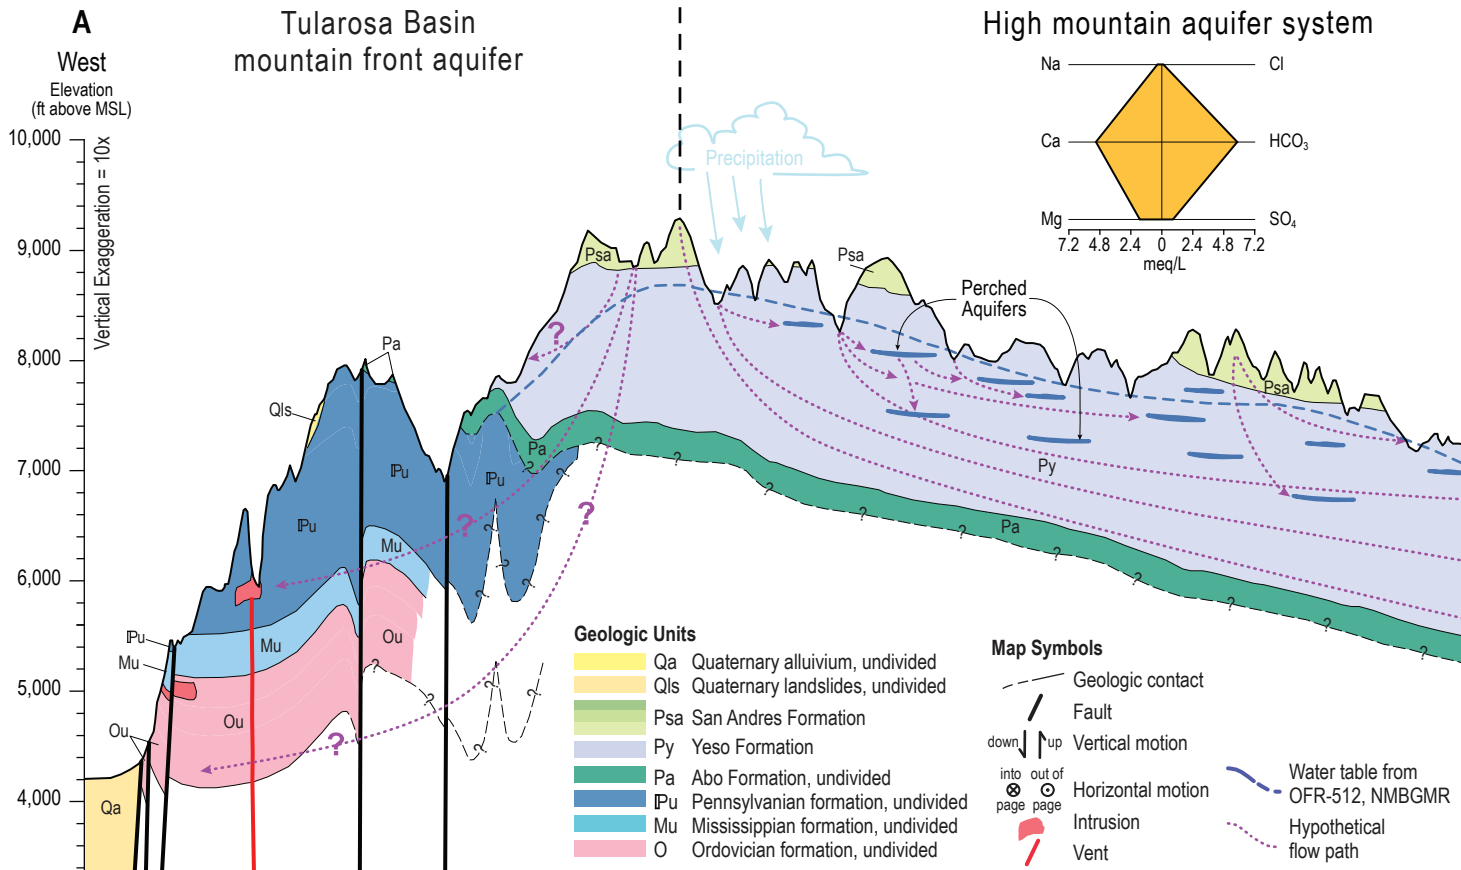 A
West
Elevation
(ft above MSL)
Tularosa Basin
mountain front aquifer
High mountain aquifer system
Na
Cl
Ca
HCO3
Mg
SO4
7.2 4.8 2.4 0 2.4 4.8 7.2
meq/L
10,000
9,000
8,000
7,000
6,000
5,000
4,000
Vertical Exaggeration = 10x
Precipitation
Psa
Psa
Perched
Aquifers
Psa
?
Pa
Qls
ℙu
ℙu
ℙu
Pa
?
?
Py
Pa
Mu
ℙu
Mu
Mu
Ou
Ou
Ou
?
Qa
? ? ? ? ? ? ? ? ? ? ? ? ? ? ? ? ? ? ? ? ? ? ? ?
Geologic Units
Qa Quaternary alluivium, undivided
Qls Quaternary landslides, undivided
Psa San Andres Formation
Py Yeso Formation
Pa Abo Formation, undivided
ℙu Pennsylvanian formation, undivided
Mu Mississippian formation, undivided
O Ordovician formation, undivided
Map Symbols
Geologic contact
Fault
down up Vertical motion
into page out of page Horizontal motion
Intrusion
Vent
Water table from
OFR-512, NMBGMR
Hypothetical
flow path